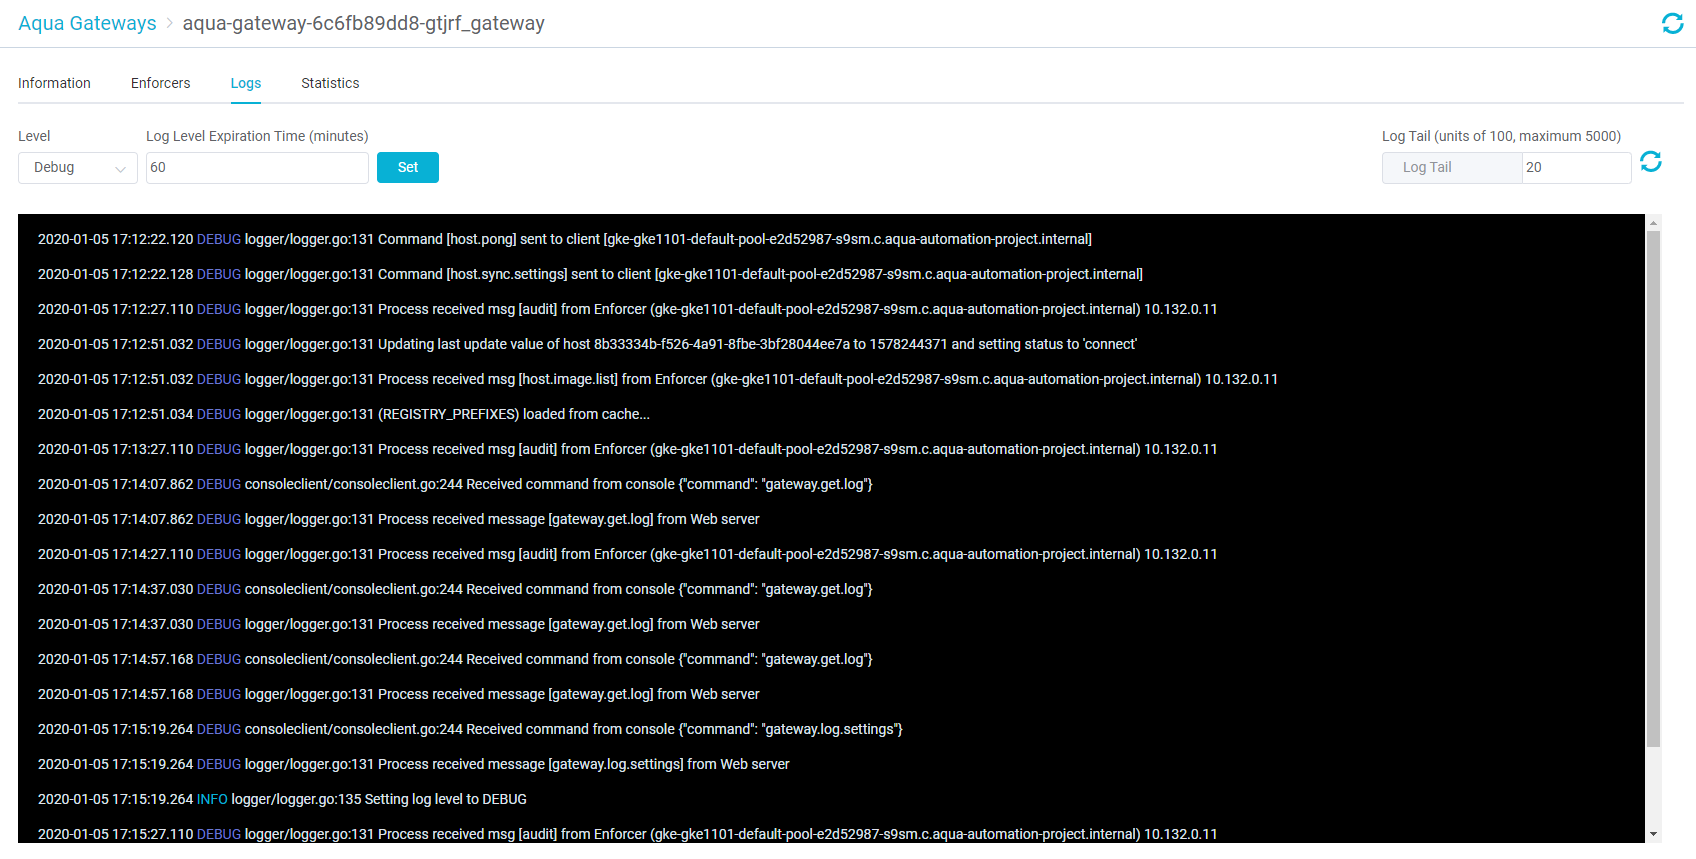 Aqua Gateways > aqua-gateway-6c6fb89dd8-gtjrf_gateway
Information Enforcers Logs Statistics
Level Log Level Expiration Time (minutes) Log Tail (units of 100, maximum 5000)
Debug 60 Set Log Tail 20
2020-01-05 17:12:22.120 DEBUG logger/logger.go:131 Command [host.pong] sent to client [gke-gke1101-default-pool-e2d52987-s9sm.c.aqua-automation-project.internal]
2020-01-05 17:12:22.128 DEBUG logger/logger.go:131 Command [host.sync.settings] sent to client [gke-gke1101-default-pool-e2d52987-s9sm.c.aqua-automation-project.internal]
2020-01-05 17:12:27.110 DEBUG logger/logger.go:131 Process received msg [audit] from Enforcer (gke-gke1101-default-pool-e2d52987-s9sm.c.aqua-automation-project.internal) 10.132.0.11
2020-01-05 17:12:51.032 DEBUG logger/logger.go:131 Updating last update value of host 8b33334b-f526-4a91-8fbe-3bf28044ee7a to 1578244371 and setting status to 'connect'
2020-01-05 17:12:51.032 DEBUG logger/logger.go:131 Process received msg [host.image.list] from Enforcer (gke-gke1101-default-pool-e2d52987-s9sm.c.aqua-automation-project.internal) 10.132.0.11
2020-01-05 17:12:51.034 DEBUG logger/logger.go:131 (REGISTRY_PREFIXES) loaded from cache...
2020-01-05 17:13:27.110 DEBUG logger/logger.go:131 Process received msg [audit] from Enforcer (gke-gke1101-default-pool-e2d52987-s9sm.c.aqua-automation-project.internal) 10.132.0.11
2020-01-05 17:14:07.862 DEBUG consoleclient/consoleclient.go:244 Received command from console {"command": "gateway.get.log"}
2020-01-05 17:14:07.862 DEBUG logger/logger.go:131 Process received message [gateway.get.log] from Web server
2020-01-05 17:14:27.110 DEBUG logger/logger.go:131 Process received msg [audit] from Enforcer (gke-gke1101-default-pool-e2d52987-s9sm.c.aqua-automation-project.internal) 10.132.0.11
2020-01-05 17:14:37.030 DEBUG consoleclient/consoleclient.go:244 Received command from console {"command": "gateway.get.log"}
2020-01-05 17:14:37.030 DEBUG logger/logger.go:131 Process received message [gateway.get.log] from Web server
2020-01-05 17:14:57.168 DEBUG consoleclient/consoleclient.go:244 Received command from console {"command": "gateway.get.log"}
2020-01-05 17:14:57.168 DEBUG logger/logger.go:131 Process received message [gateway.get.log] from Web server
2020-01-05 17:15:19.264 DEBUG consoleclient/consoleclient.go:244 Received command from console {"command": "gateway.log.settings"}
2020-01-05 17:15:19.264 DEBUG logger/logger.go:131 Process received message [gateway.log.settings] from Web server
2020-01-05 17:15:19.264 INFO logger/logger.go:135 Setting log level to DEBUG
2020-01-05 17:15:27.110 DEBUG logger/logger.go:131 Process received msg [audit] from Enforcer (gke-gke1101-default-pool-e2d52987-s9sm.c.aqua-automation-project.internal) 10.132.0.11